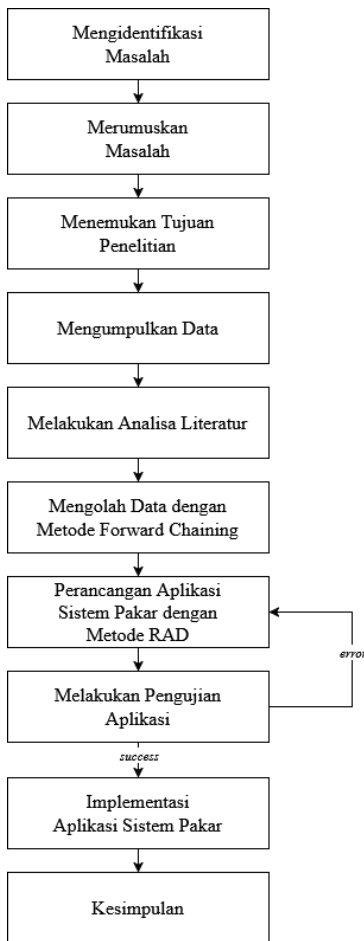 Mengidentifikasi
Masalah
Merumuskan
Masalah
Menemukan Tujuan
Penelitian
Mengumpulkan Data
Melakukan Analisa Literatur
Mengolah Data dengan
Metode Forward Chaining
Perancangan Aplikasi
Sistem Pakar dengan
Metode RAD
error
Melakukan Pengujian
Aplikasi
success
Implementasi
Aplikasi Sistem Pakar
Kesimpulan